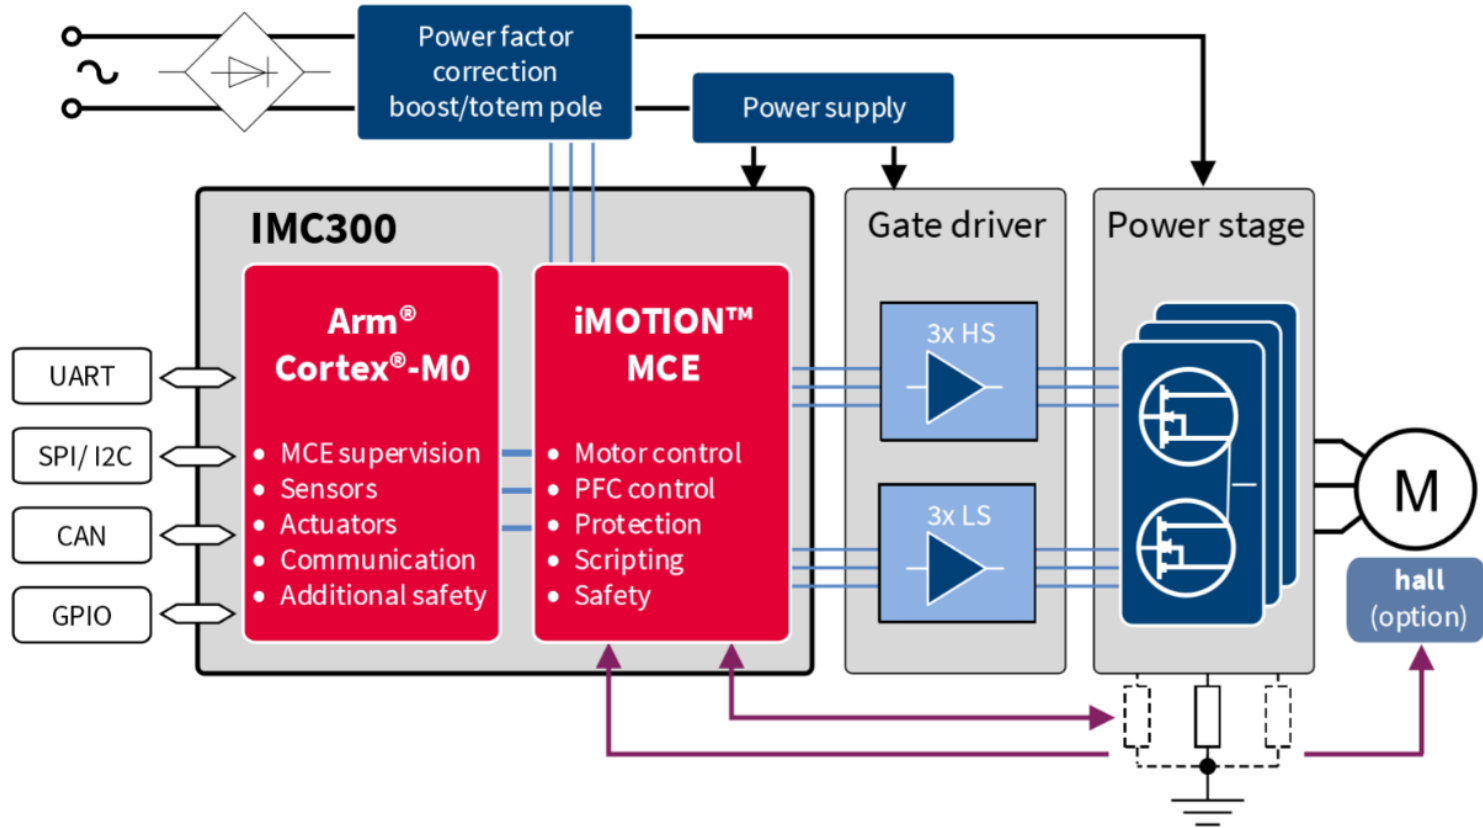 Power factor
correction
boost/totem pole
Power supply
IMC300
Gate driver
Power stage
Arm®
Cortex®-M0
• MCE supervision
• Sensors
• Actuators
• Communication
• Additional safety
iMOTION™
MCE
• Motor control
• PFC control
• Protection
• Scripting
• Safety
UART
SPI/ I2C
CAN
GPIO
3x HS
3x LS
M
hall
(option)